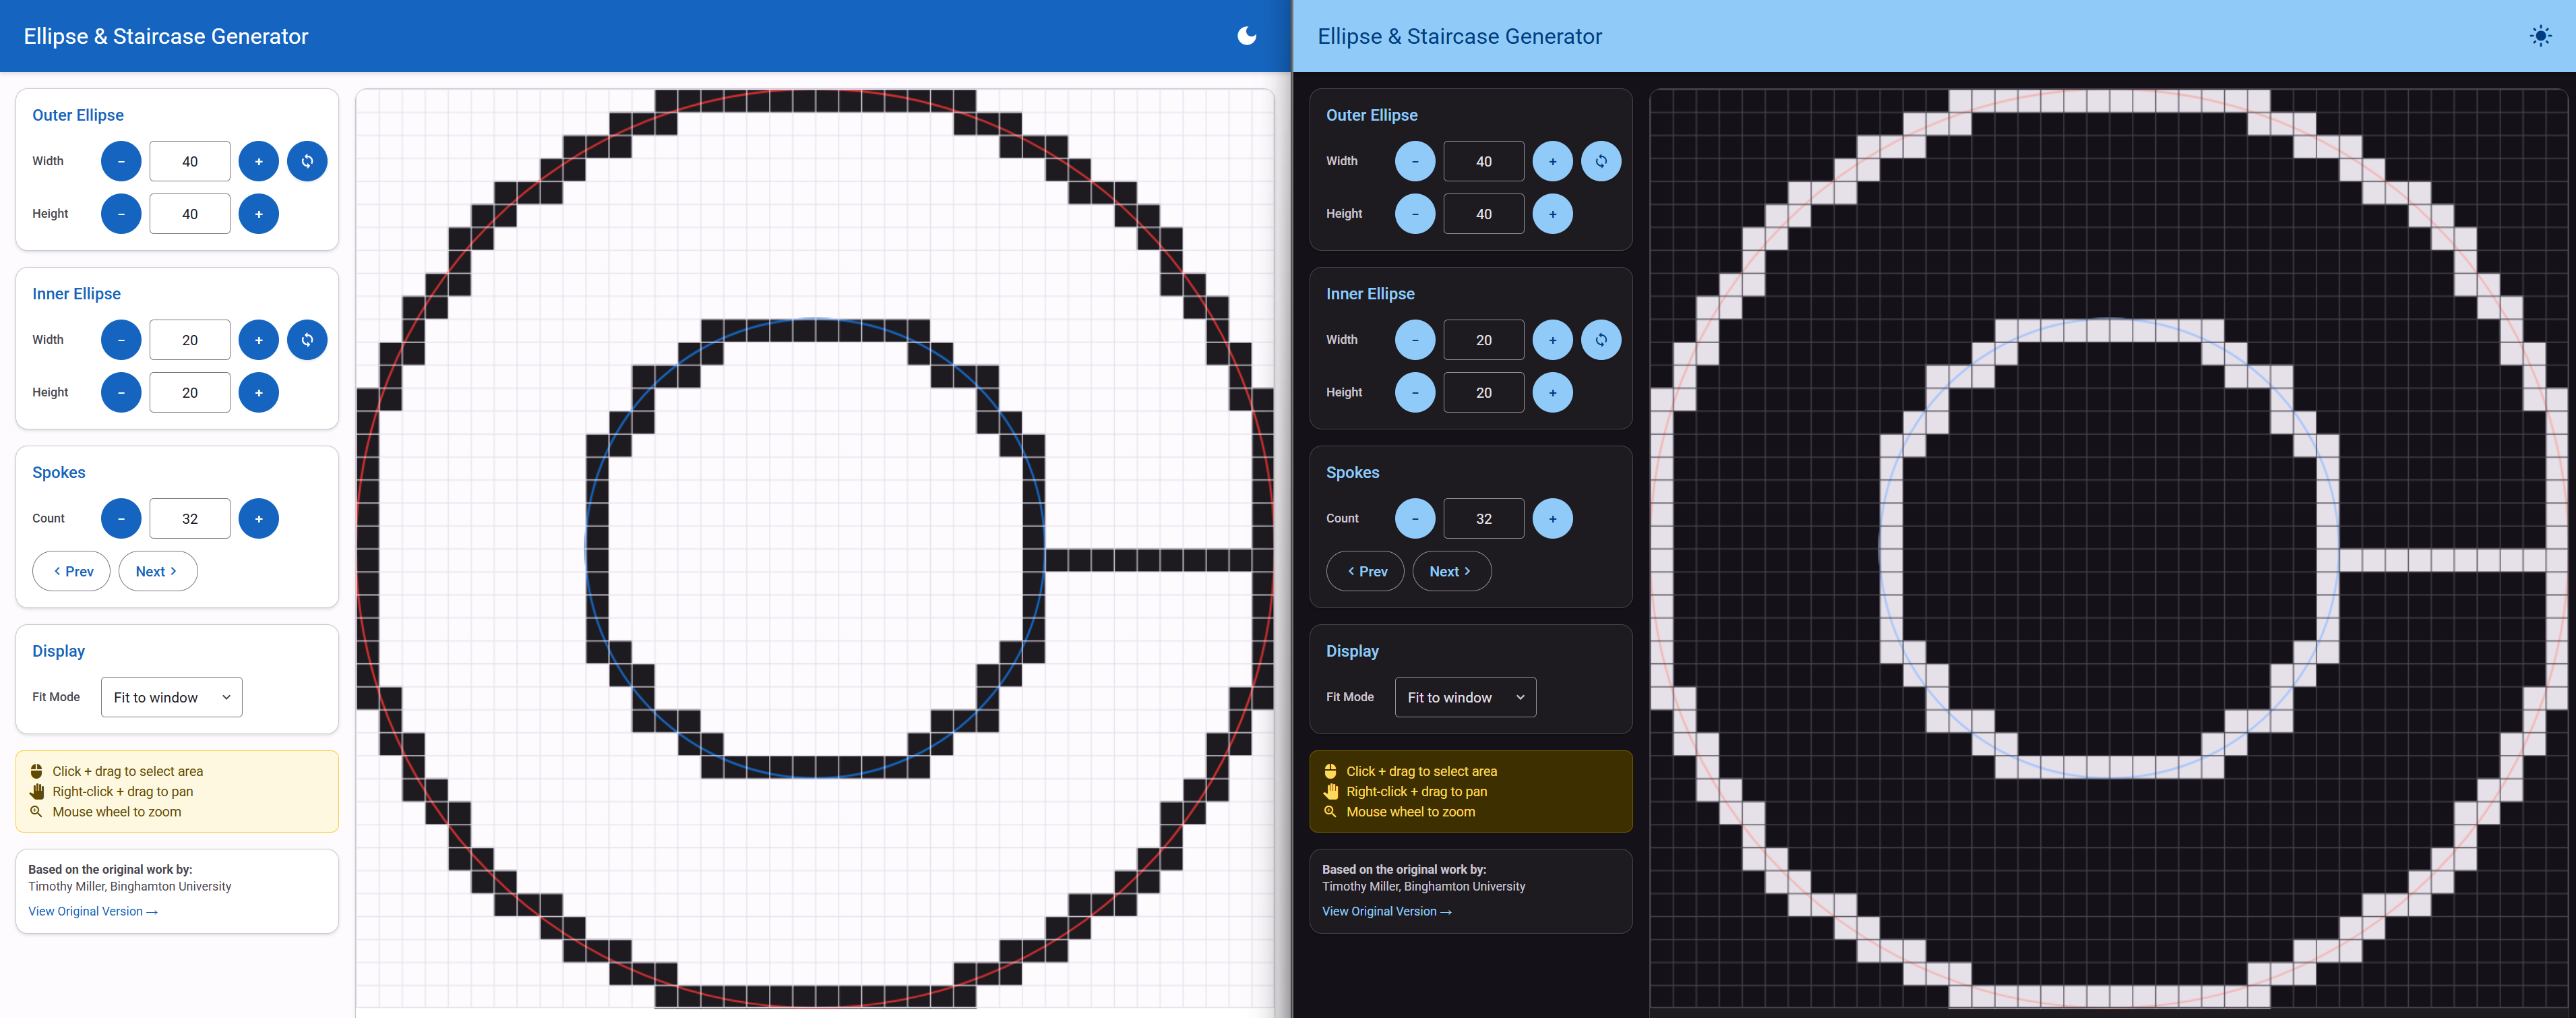 Ellipse & Staircase Generator
Outer Ellipse
Width - 40 +
Height - 40 +
Inner Ellipse
Width - 20 +
Height - 20 +
Spokes
Count - 32 +
‹ Prev Next ›
Display
Fit Mode Fit to window
Click + drag to select area
Right-click + drag to pan
Mouse wheel to zoom
Based on the original work by:
Timothy Miller, Binghamton University
View Original Version →
Ellipse & Staircase Generator
Outer Ellipse
Width - 40 +
Height - 40 +
Inner Ellipse
Width - 20 +
Height - 20 +
Spokes
Count - 32 +
‹ Prev Next ›
Display
Fit Mode Fit to window
Click + drag to select area
Right-click + drag to pan
Mouse wheel to zoom
Based on the original work by:
Timothy Miller, Binghamton University
View Original Version →